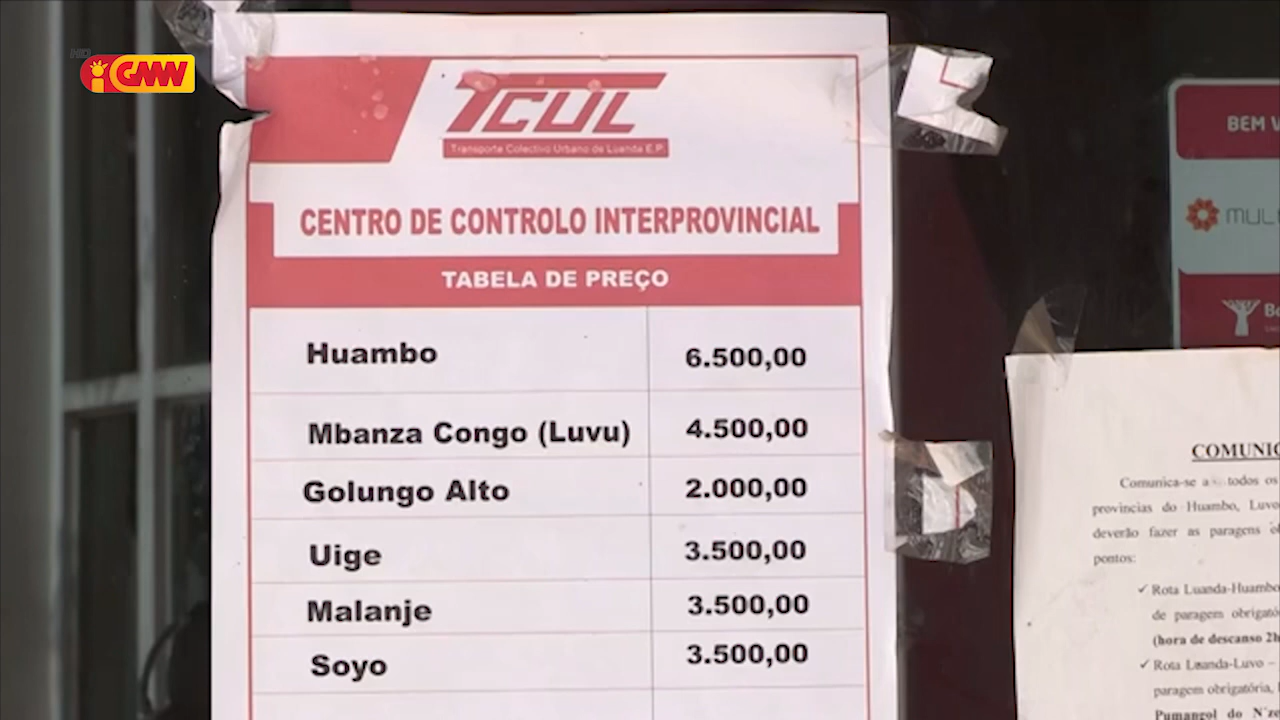 GMW
TCUL
Transporte Colectivo Urbano de Luanda E.P.
CENTRO DE CONTROLO INTERPROVINCIAL
TABELA DE PREÇO
Huambo 6.500,00
Mbanza Congo (Luvu) 4.500,00
Golungo Alto 2.000,00
Uige 3.500,00
Malanje 3.500,00
Soyo 3.500,00
BEM
MUL
COMUNIC
Comunica-se a todos os
provincias do Huambo, Luvo
deverão fazer as paragens
pontos:
✓ Rota Luanda-Huambo
de paragem obrigató
(hora de descanso 2h
✓ Rota Luanda-Luvo –
paragem obrigatória,
Pumangol do N'ze